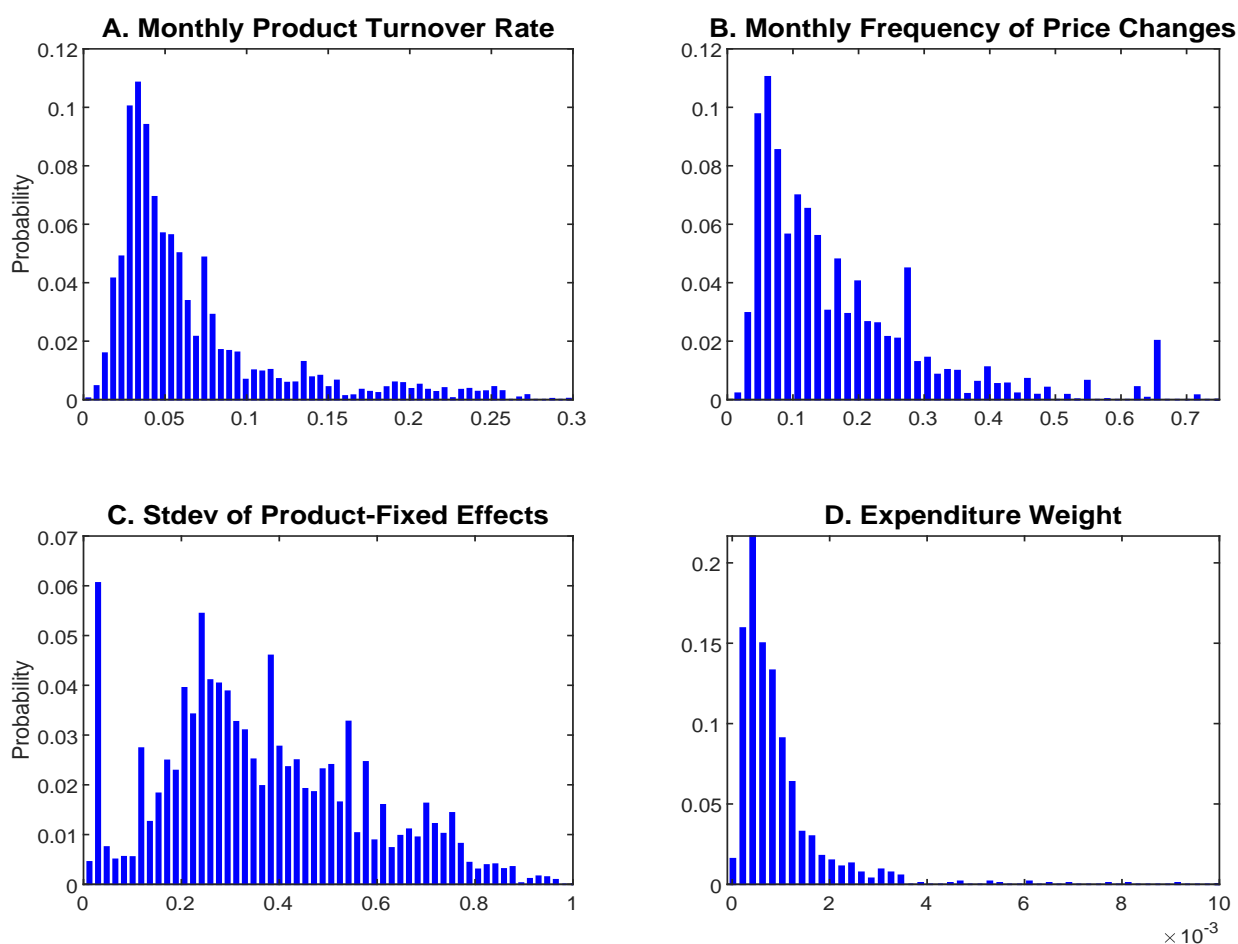 A. Monthly Product Turnover Rate
0.12
0.1
0.08
0.06
0.04
0.02
0
Probability
0 0.05 0.1 0.15 0.2 0.25 0.3
B. Monthly Frequency of Price Changes
0.12
0.1
0.08
0.06
0.04
0.02
0
0 0.1 0.2 0.3 0.4 0.5 0.6 0.7
C. Stdev of Product-Fixed Effects
0.07
0.06
0.05
0.04
0.03
0.02
0.01
0
Probability
0 0.2 0.4 0.6 0.8 1
D. Expenditure Weight
0.2
0.15
0.1
0.05
0
0 2 4 6 8 10
×10-3